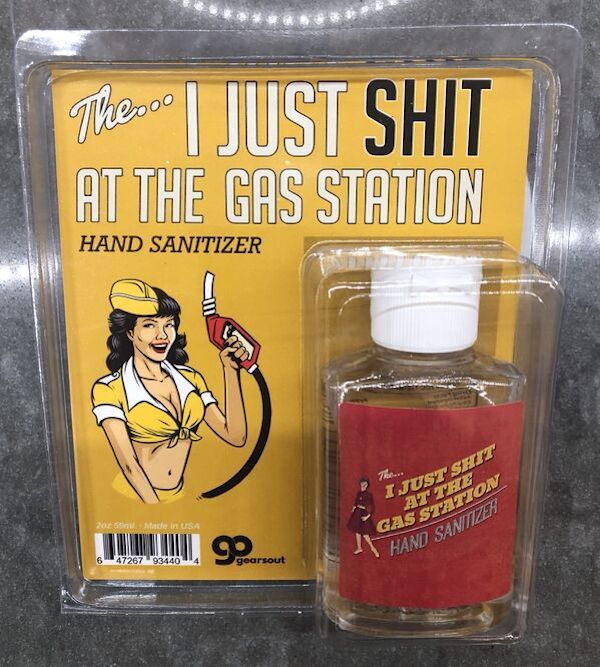 The... I JUST SHIT
AT THE GAS STATION
HAND SANITIZER
2oz 59ml - Made in USA
6 47267 93440 4
go gearsout
The...
I JUST SHIT
AT THE
GAS STATION
HAND SANITIZER